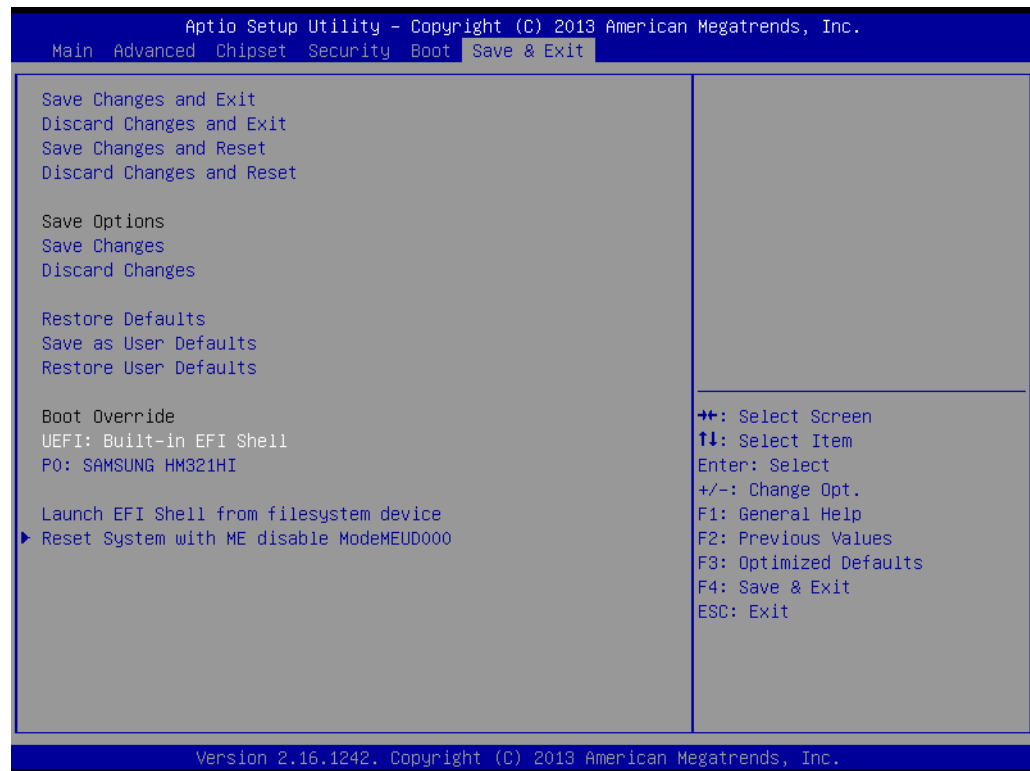 Aptio Setup Utility – Copyright (C) 2013 American Megatrends, Inc.
Main Advanced Chipset Security Boot Save & Exit
Save Changes and Exit
Discard Changes and Exit
Save Changes and Reset
Discard Changes and Reset
Save Options
Save Changes
Discard Changes
Restore Defaults
Save as User Defaults
Restore User Defaults
Boot Override
UEFI: Built-in EFI Shell
P0: SAMSUNG HM321HI
Launch EFI Shell from filesystem device
▶ Reset System with ME disable ModeMEUD000
→←: Select Screen
↑↓: Select Item
Enter: Select
+/-: Change Opt.
F1: General Help
F2: Previous Values
F3: Optimized Defaults
F4: Save & Exit
ESC: Exit
Version 2.16.1242. Copyright (C) 2013 American Megatrends, Inc.